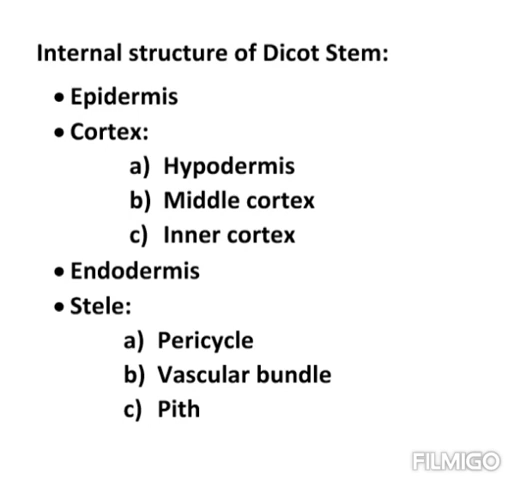 Internal structure of Dicot Stem:
• Epidermis
• Cortex:
a) Hypodermis
b) Middle cortex
c) Inner cortex
• Endodermis
• Stele:
a) Pericycle
b) Vascular bundle
c) Pith
FILMIGO